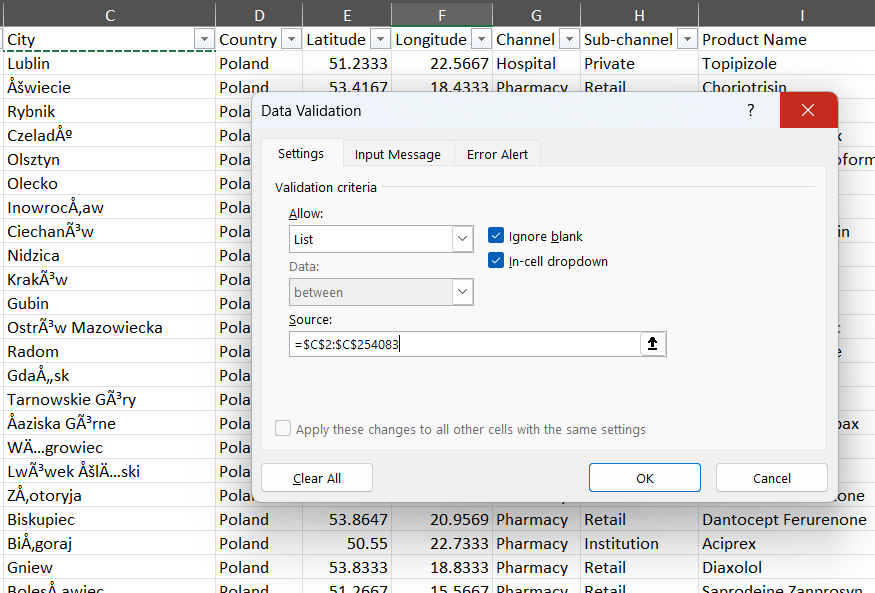 C D E F G H I
City Country Latitude Longitude Channel Sub-channel Product Name
Lublin Poland 51.2333 22.5667 Hospital Private Topipizole
Åšwiecie Poland 53.4167 18.4333 Pharmacy Retail Choriotrisin
Rybnik Pola
CzeladÅº Pola
Olsztyn Pola
Olecko Pola
InowrocÅ‚aw Pola
CiechanÃ³w Pola in
Nidzica Pola
KrakÃ³w Pola
Gubin Pola
OstrÃ³w Mazowiecka Pola
Radom Pola
GdaÅ„sk Pola
Tarnowskie GÃ³ry Pola
Åaziska GÃ³rne Pola
WÄ…growiec Pola
LwÃ³wek ÅšlÄ…ski Pola
ZÅ‚otoryja Pola
Biskupiec Poland 53.8647 20.9569 Pharmacy Retail Dantocept Ferurenone
BiÅ‚goraj Poland 50.55 22.7333 Pharmacy Institution Aciprex
Gniew Poland 53.8333 18.8333 Pharmacy Retail Diaxolol
BolesÅ‚awiec Poland 51.2667 15.5667 Pharmacy Retail Saprodeine Zanprosyn
Data Validation ?
Settings Input Message Error Alert
Validation criteria
Allow:
List Ignore blank
Data: In-cell dropdown
between
Source:
=$C$2:$C$254083
Apply these changes to all other cells with the same settings
Clear All OK Cancel